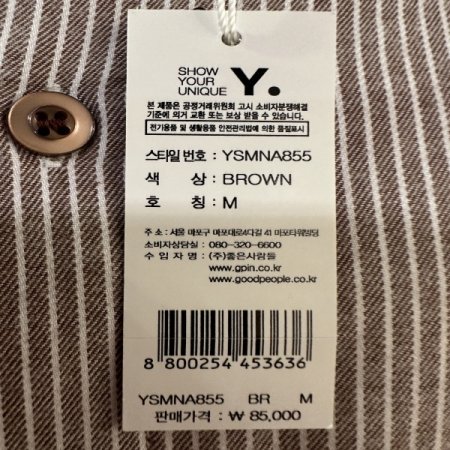 SHOW
YOUR
UNIQUE
Y.
본 제품은 공정거래위원회 고시 소비자분쟁해결
기준에 의거 교환 또는 보상 받을 수 있습니다.
전기용품 및 생활용품 안전관리법에 의한 품질표시
스타일 번호 : YSMNA855
색 상 : BROWN
호 칭 : M
주 소 : 서울 마포구 마포대로4다길 41 마포타워빌딩
소비자상담실 : 080-320-6600
수 입 자 명 : (주)좋은사람들
www.gpin.co.kr
www.goodpeople.co.kr
8 800254 453636
YSMNA855 BR M
판매가격 : ₩ 85,000